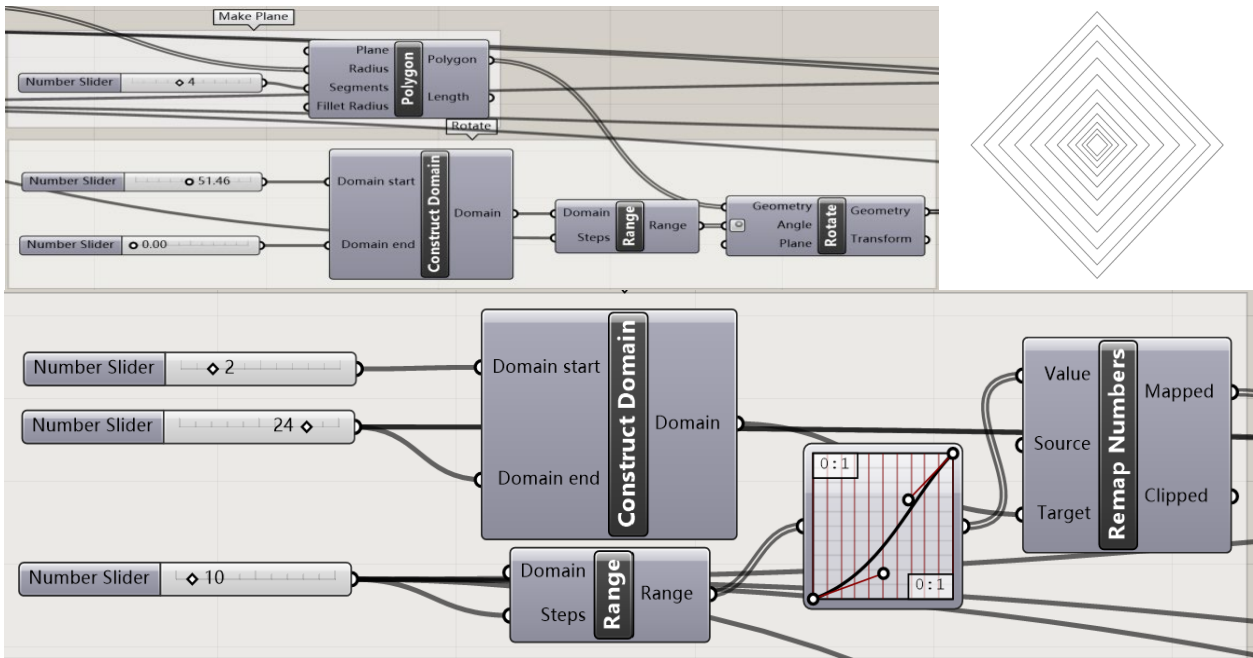 Make Plane
Plane
Radius
Segments
Fillet Radius
Polygon
Polygon
Length
Number Slider 4
Rotate
Number Slider 51.46
Number Slider 0.00
Domain start
Domain end
Construct Domain
Domain
Domain
Steps
Range
Range
Geometry
Angle
Plane
Rotate
Geometry
Transform
Number Slider 2
Number Slider 24
Domain start
Domain end
Construct Domain
Domain
Number Slider 10
Domain
Steps
Range
Range
0:1
0:1
Value
Source
Target
Remap Numbers
Mapped
Clipped